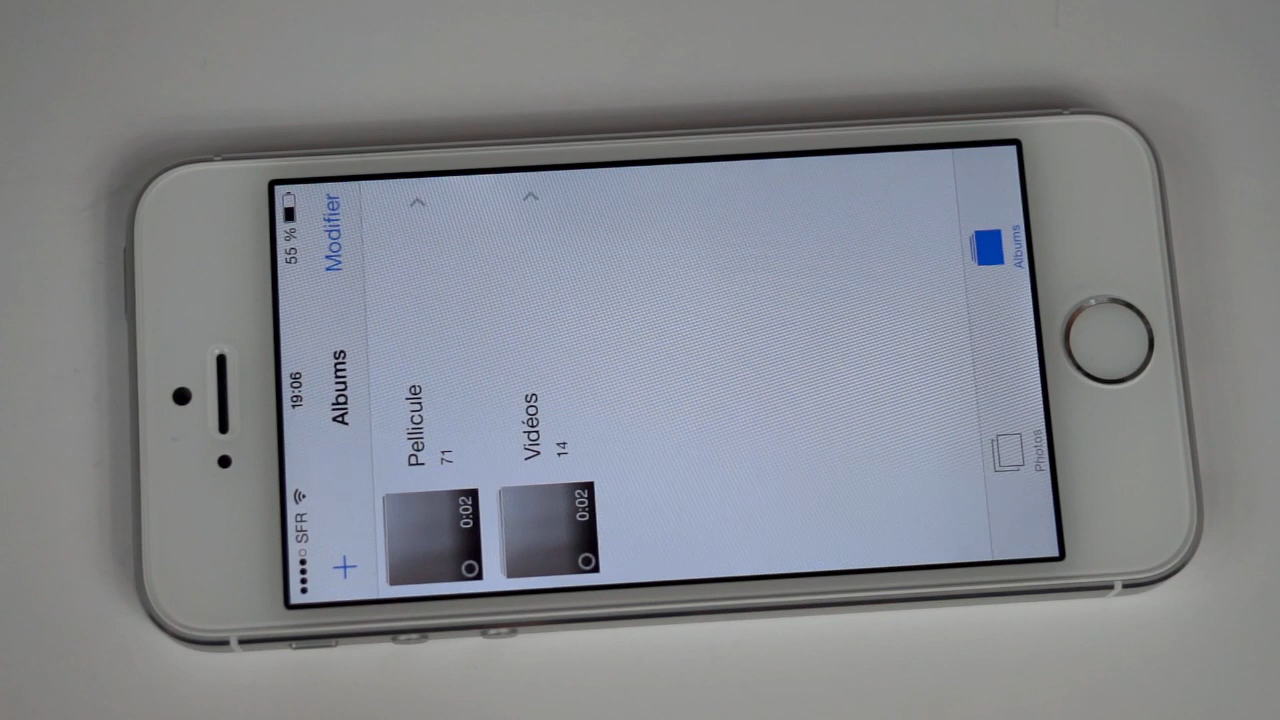 SFR 19:06 55 %
Albums Modifier
Pellicule
71
0:02
Vidéos
14
0:02
Photos Albums